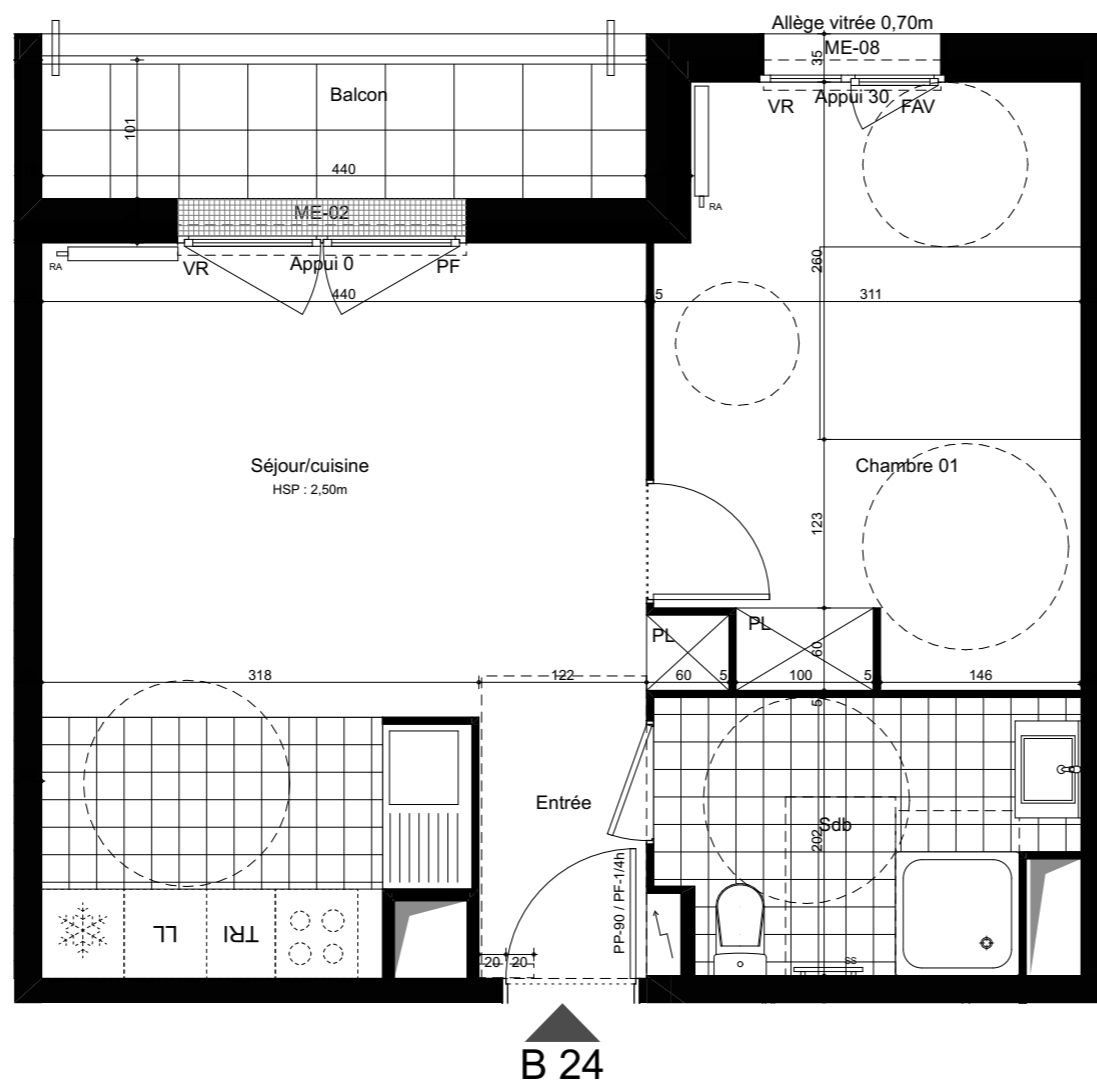 Allège vitrée 0,70m
ME-08
35
Balcon
VR
Appui 30
FAV
101
440
RA
ME-02
RA
VR
Appui 0
PF
260
440
5
311
Séjour/cuisine
HSP : 2,50m
Chambre 01
123
PL
PL
60
318
122
60
5
100
5
146
5
Entrée
Sdb
202
PP-90 / PF-1/4h
LL
TRI
20
20
SS
B 24